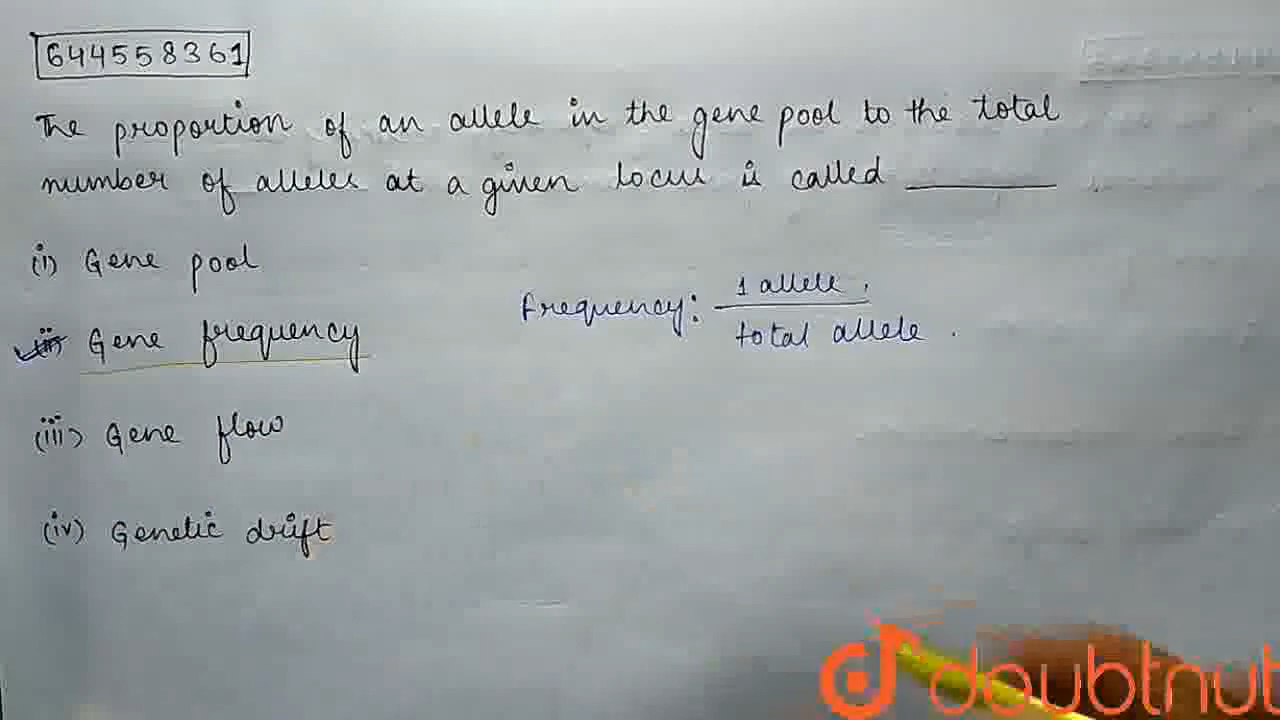 644558361
The proportion of an allele in the gene pool to the total
number of alleles at a given locus is called ________ .
(i) Gene pool
(ii) Gene frequency
Frequency: 1 allele
total allele .
(iii) Gene flow
(iv) Genetic drift
doubtnut